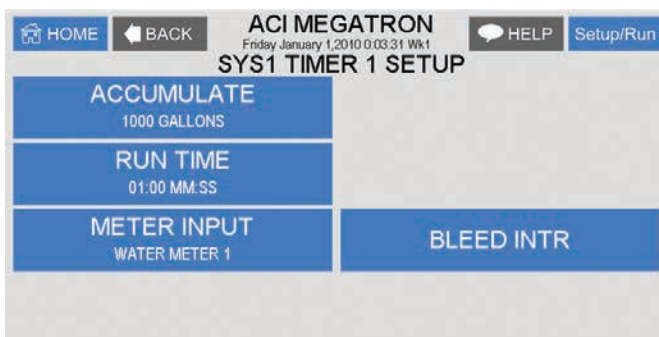 HOME
BACK
ACI MEGATRON
Friday January 1,2010 0:03:31 Wk1
HELP
Setup/Run
SYS1 TIMER 1 SETUP
ACCUMULATE
1000 GALLONS
RUN TIME
01:00 MM:SS
METER INPUT
WATER METER 1
BLEED INTR